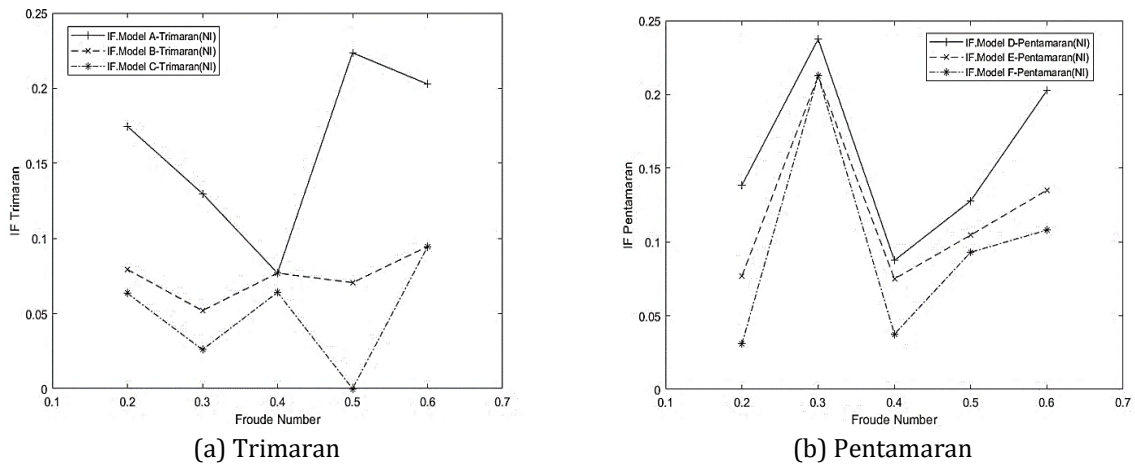 0.25
0.2
0.15
0.1
0.05
0
IF Trimaran
IF.Model A-Trimaran(NI)
IF.Model B-Trimaran(NI)
IF.Model C-Trimaran(NI)
0.1 0.2 0.3 0.4 0.5 0.6 0.7
Froude Number
(a) Trimaran
0.25
0.2
0.15
0.1
0.05
0
IF Pentamaran
IF.Model D-Pentamaran(NI)
IF.Model E-Pentamaran(NI)
IF.Model F-Pentamaran(NI)
0.1 0.2 0.3 0.4 0.5 0.6 0.7
Froude Number
(b) Pentamaran